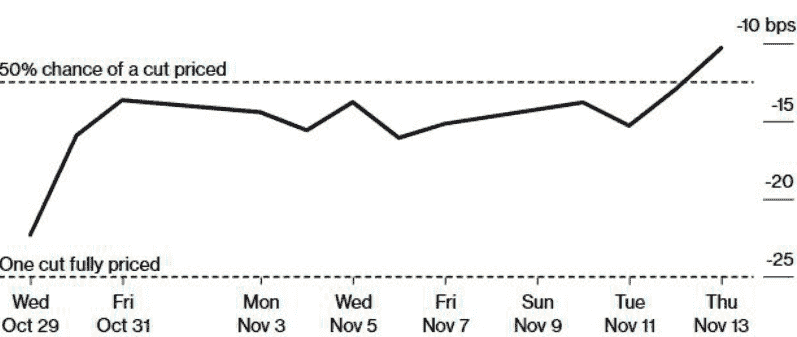 -10 bps
50% chance of a cut priced
-15
-20
-25
One cut fully priced
Wed Fri Mon Wed Fri Sun Tue Thu
Oct 29 Oct 31 Nov 3 Nov 5 Nov 7 Nov 9 Nov 11 Nov 13